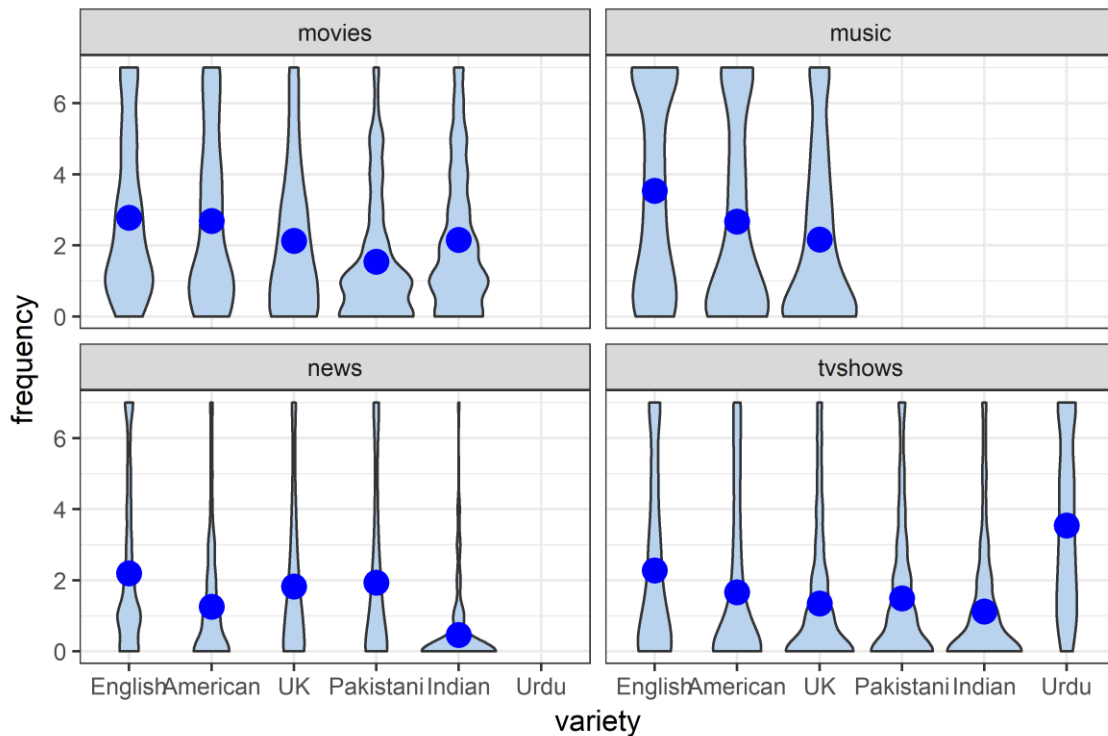 movies
music
6
4
2
0
news
tvshows
6
4
2
0
frequency
English American UK Pakistani Indian Urdu
English American UK Pakistani Indian Urdu
variety